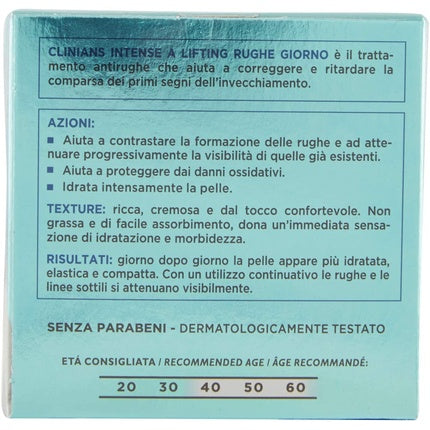 CLINIANS INTENSE A LIFTING RUGHE GIORNO è il tratta-
mento antirughe che aiuta a correggere e ritardare la
comparsa dei primi segni dell'invecchiamento.
AZIONI:
■ Aiuta a contrastare la formazione delle rughe e ad atte-
nuare progressivamente la visibilità di quelle già esistenti.
■ Aiuta a proteggere dai danni ossidativi.
■ Idrata intensamente la pelle.
TEXTURE: ricca, cremosa e dal tocco confortevole. Non
grassa e di facile assorbimento, dona un'immediata sensa-
zione di idratazione e morbidezza.
RISULTATI: giorno dopo giorno la pelle appare più idratata,
elastica e compatta. Con un utilizzo continuativo le rughe e le
linee sottili si attenuano visibilmente.
SENZA PARABENI - DERMATOLOGICAMENTE TESTATO
ETÁ CONSIGLIATA / RECOMMENDED AGE / ÂGE RECOMMANDÉ:
20 30 40 50 60